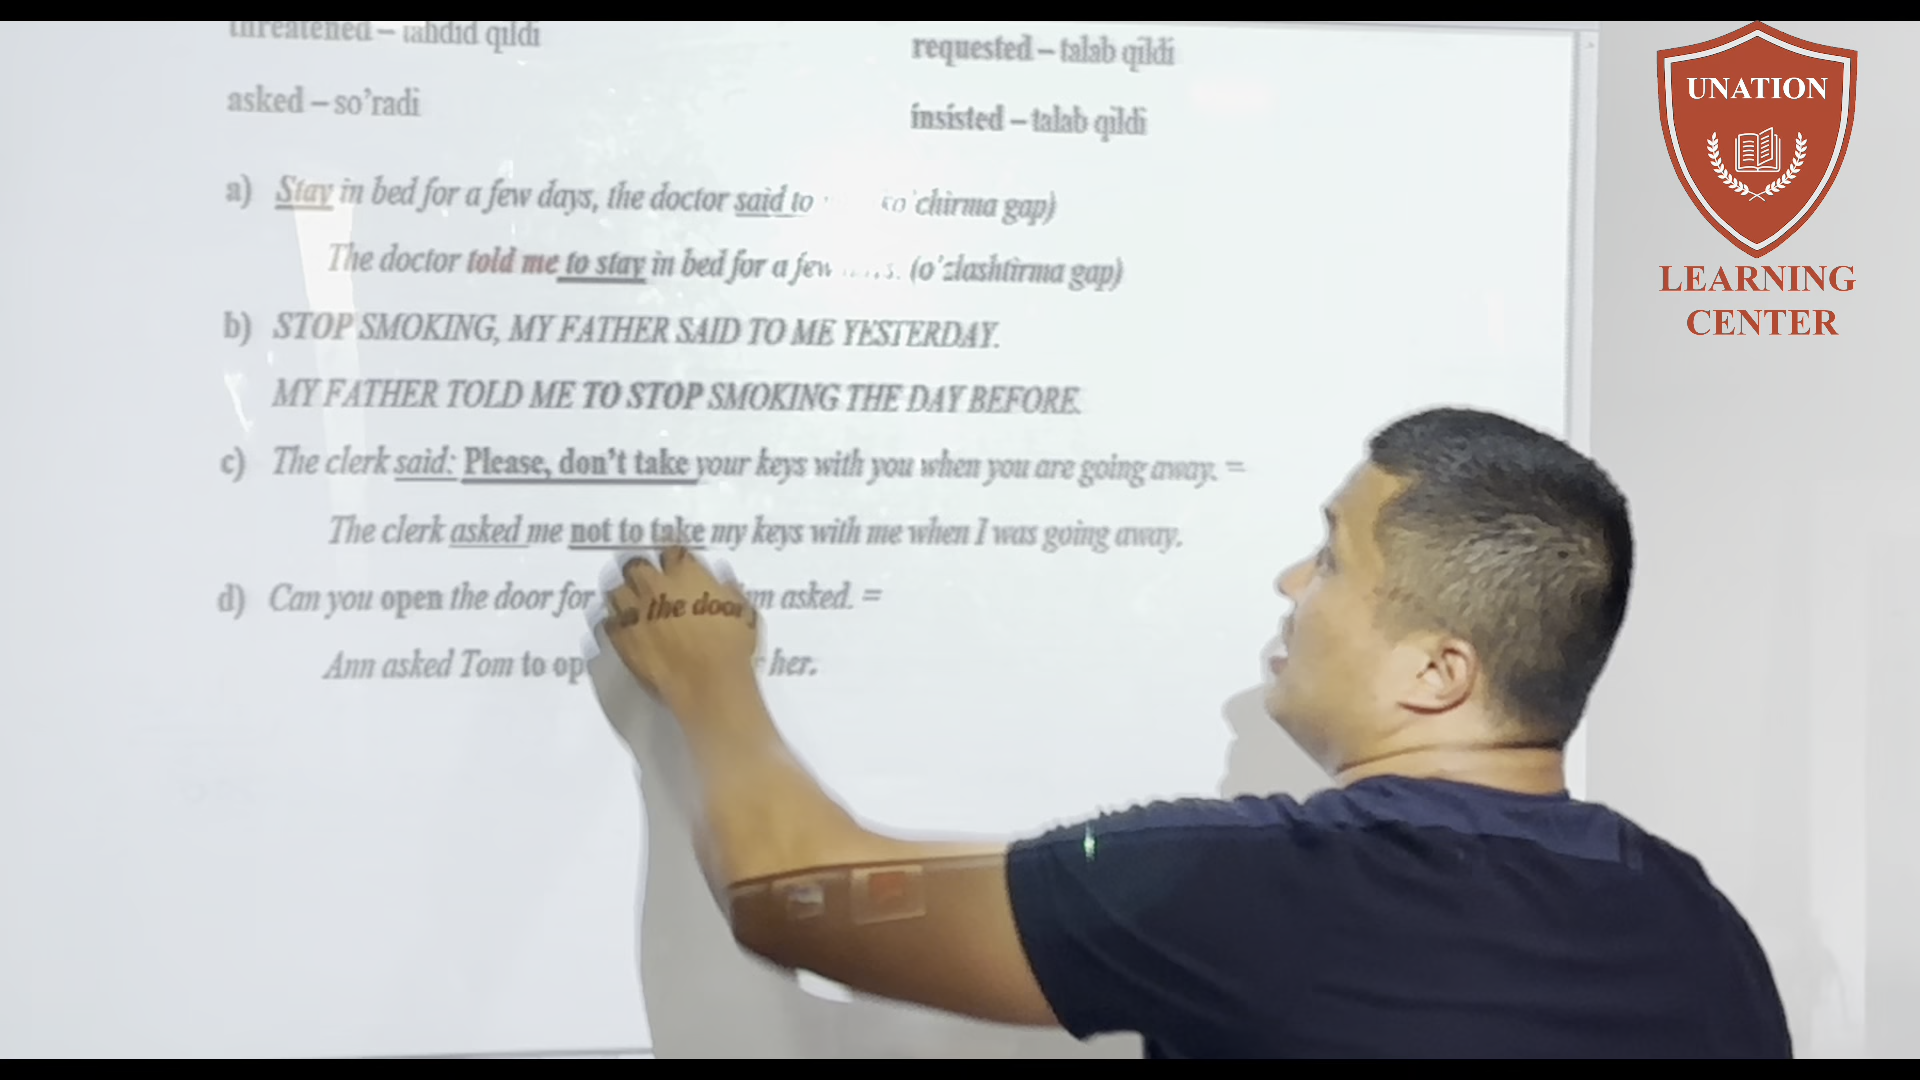 threatened – tahdid qildi
requested – talab qildi
asked – so’radi
insisted – talab qildi
a) Stay in bed for a few days, the doctor said to ko’chirma gap)
The doctor told me to stay in bed for a few (o’zlashtirma gap)
b) STOP SMOKING, MY FATHER SAID TO ME YESTERDAY.
MY FATHER TOLD ME TO STOP SMOKING THE DAY BEFORE.
c) The clerk said: Please, don’t take your keys with you when you are going away. =
The clerk asked me not to take my keys with me when I was going away.
d) Can you open the door for asked. =
Ann asked Tom to the door her.
UNATION
LEARNING
CENTER